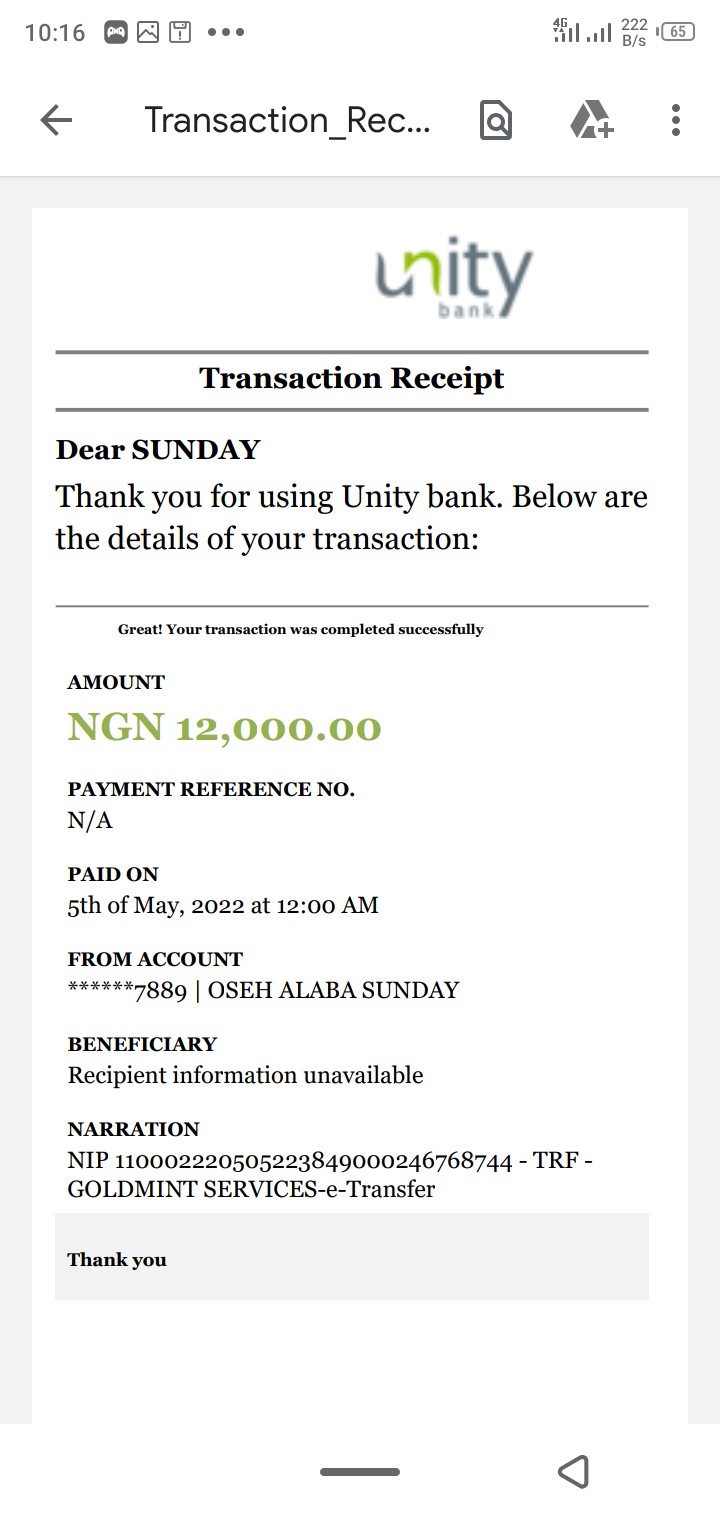 10:16
4G
222
B/s
65
Transaction_Rec...
unity
bank
Transaction Receipt
Dear SUNDAY
Thank you for using Unity bank. Below are
the details of your transaction:
Great! Your transaction was completed successfully
AMOUNT
NGN 12,000.00
PAYMENT REFERENCE NO.
N/A
PAID ON
5th of May, 2022 at 12:00 AM
FROM ACCOUNT
******7889 | OSEH ALABA SUNDAY
BENEFICIARY
Recipient information unavailable
NARRATION
NIP 110002220505223849000246768744 - TRF -
GOLDMINT SERVICES-e-Transfer
Thank you